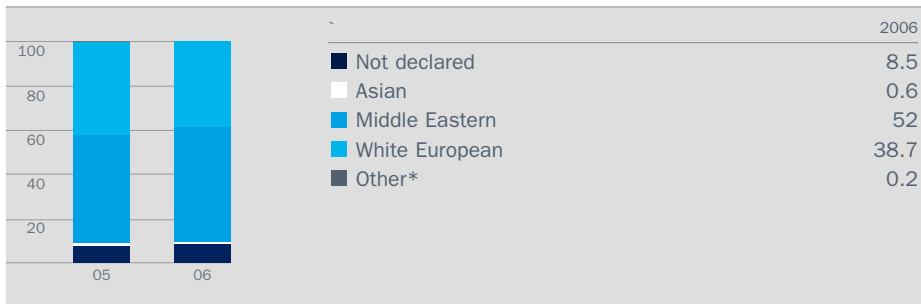 100
80
60
40
20
05 06
` 2006
Not declared 8.5
Asian 0.6
Middle Eastern 52
White European 38.7
Other* 0.2